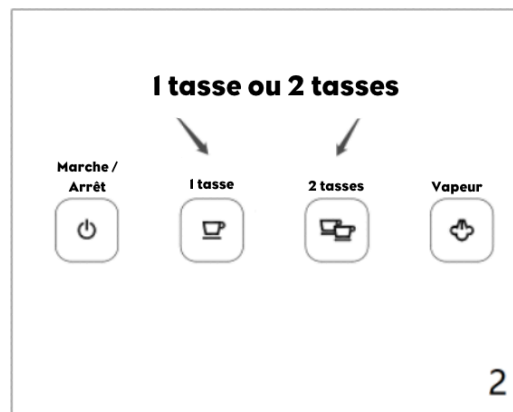 1 tasse ou 2 tasses
Marche /
Arrêt
1 tasse
2 tasses
Vapeur
2